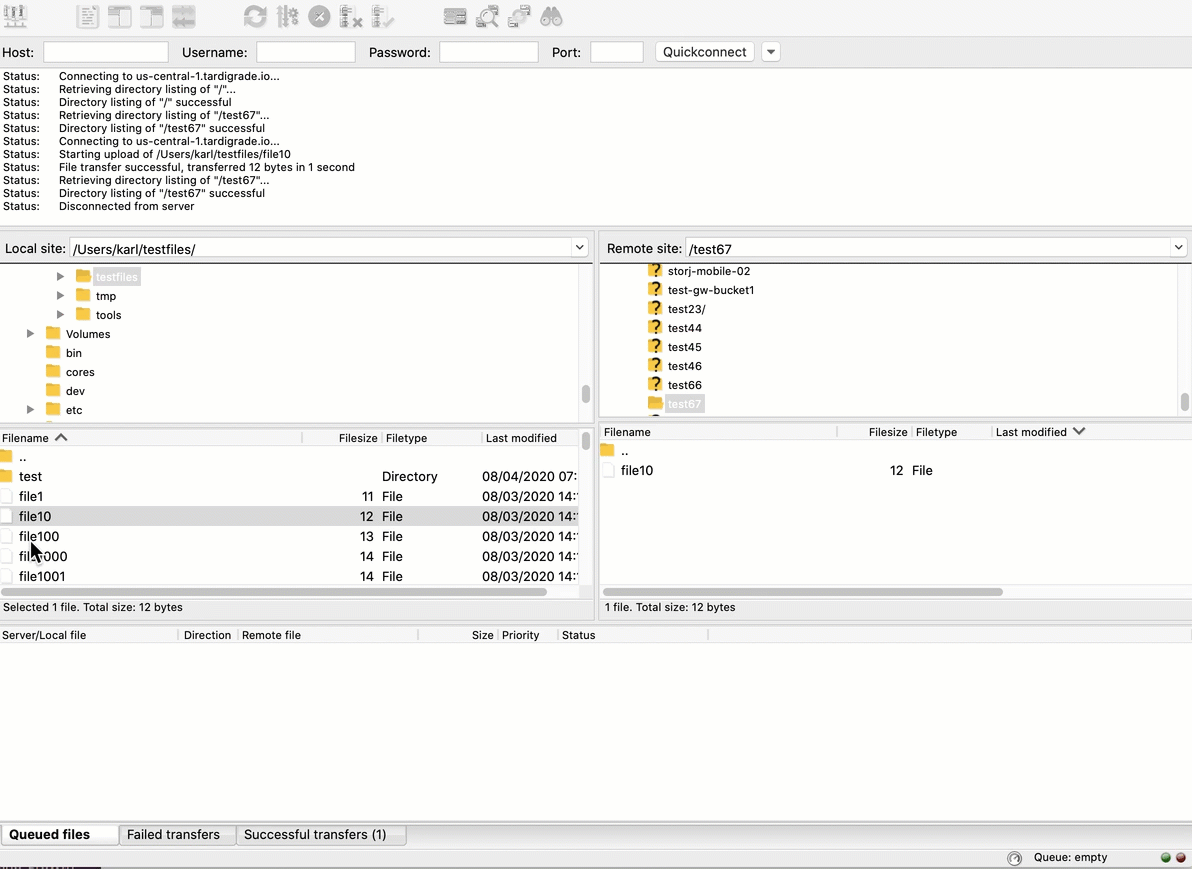 Host: Username: Password: Port: Quickconnect
Status: Connecting to us-central-1.tardigrade.io...
Status: Retrieving directory listing of "/"...
Status: Directory listing of "/" successful
Status: Retrieving directory listing of "/test67"...
Status: Directory listing of "/test67" successful
Status: Connecting to us-central-1.tardigrade.io...
Status: Starting upload of /Users/karl/testfiles/file10
Status: File transfer successful, transferred 12 bytes in 1 second
Status: Retrieving directory listing of "/test67"...
Status: Directory listing of "/test67" successful
Status: Disconnected from server
Local site: /Users/karl/testfiles/
testfiles
tmp
tools
Volumes
bin
cores
dev
etc
Filename Filesize Filetype Last modified
..
test Directory 08/04/2020 07:
file1 11 File 08/03/2020 14:
file10 12 File 08/03/2020 14:
file100 13 File 08/03/2020 14:
file1000 14 File 08/03/2020 14:
file1001 14 File 08/03/2020 14:
Selected 1 file. Total size: 12 bytes
Remote site: /test67
storj-mobile-02
test-gw-bucket1
test23/
test44
test45
test46
test66
test67
Filename Filesize Filetype Last modified
..
file10 12 File
1 file. Total size: 12 bytes
Server/Local file Direction Remote file Size Priority Status
Queued files Failed transfers Successful transfers (1)
Queue: empty